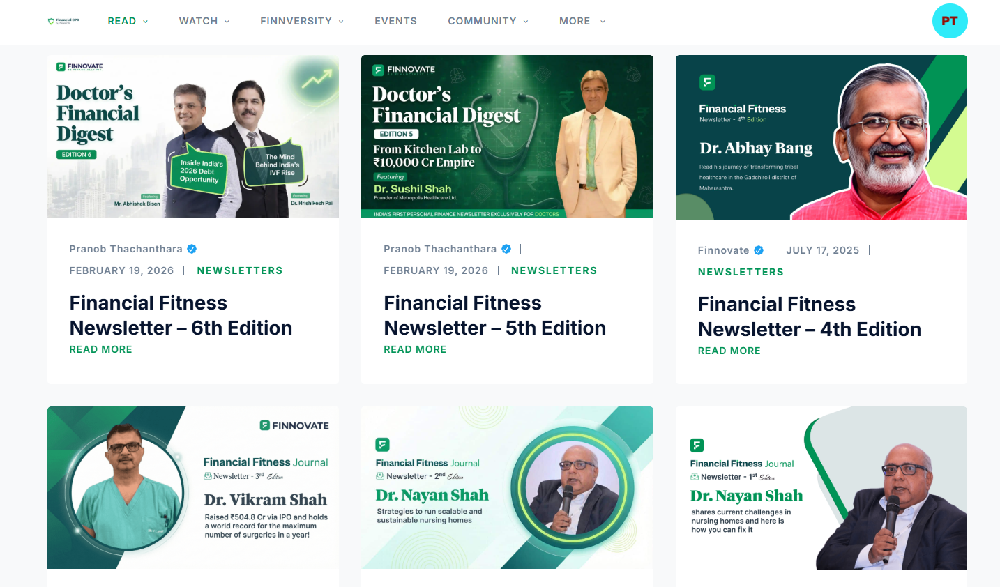 Financial OPD
READ
WATCH
FINNVERSITY
EVENTS
COMMUNITY
MORE
PT
FINNOVATE
BE FINANCIALLY FIT
Doctor's
Financial
Digest
EDITION 6
Inside India's
2026 Debt
Opportunity
The Mind
Behind India's
IVF Rise
Featuring
Mr. Abhishek Bisen
Featuring
Dr. Hrishikesh Pai
Pranob Thachanthara
FEBRUARY 19, 2026
NEWSLETTERS
Financial Fitness
Newsletter – 6th Edition
READ MORE
FINNOVATE
BE FINANCIALLY FIT
Doctor's
Financial Digest
EDITION 5
From Kitchen Lab to
₹10,000 Cr Empire
Featuring
Dr. Sushil Shah
Founder of Metropolis Healthcare Ltd.
INDIA'S FIRST PERSONAL FINANCE NEWSLETTER EXCLUSIVELY FOR DOCTORS
Pranob Thachanthara
FEBRUARY 19, 2026
NEWSLETTERS
Financial Fitness
Newsletter – 5th Edition
READ MORE
Financial Fitness
Newsletter - 4th Edition
Dr. Abhay Bang
Read his journey of transforming tribal
healthcare in the Gadchiroli district of
Maharashtra.
Finnovate
JULY 17, 2025
NEWSLETTERS
Financial Fitness
Newsletter – 4th Edition
READ MORE
FINNOVATE
Financial Fitness Journal
Newsletter - 3rd Edition
Dr. Vikram Shah
Raised ₹504.8 Cr via IPO and holds
a world record for the maximum
number of surgeries in a year!
Financial Fitness Journal
Newsletter - 2nd Edition
Dr. Nayan Shah
Strategies to run scalable and
sustainable nursing homes
Financial Fitness Journal
Newsletter - 1st Edition
Dr. Nayan Shah
shares current challenges in
nursing homes and here is
how you can fix it